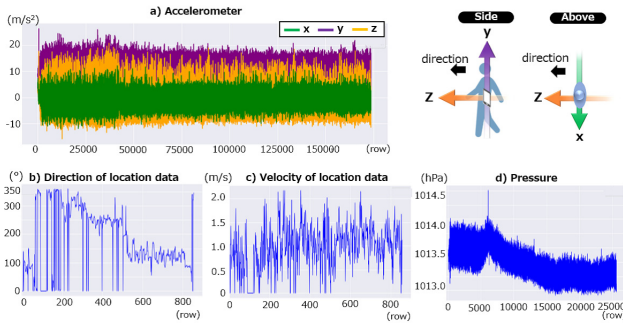 a) Accelerometer
(m/s²)
x y z
20
10
0
-10
0 25000 50000 75000 100000 125000 150000
(row)
Side
y
direction
Z
Above
direction
Z
x
b) Direction of location data
(°)
350
300
200
100
0
0 200 400 600 800
(row)
c) Velocity of location data
(m/s)
2.0
1.5
1.0
0.5
0.0
0 200 400 600 800
(row)
d) Pressure
(hPa)
1014.5
1014.0
1013.5
1013.0
0 5000 10000 15000 20000 25000
(row)